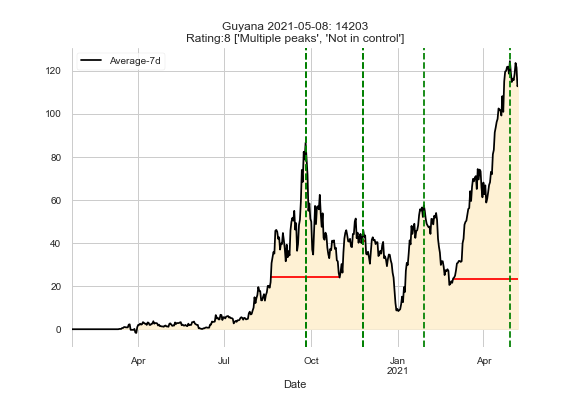 Guyana 2021-05-08: 14203
Rating:8 ['Multiple peaks', 'Not in control']
Average-7d
120
100
80
60
40
20
0
Apr Jul Oct Jan Apr
2021
Date